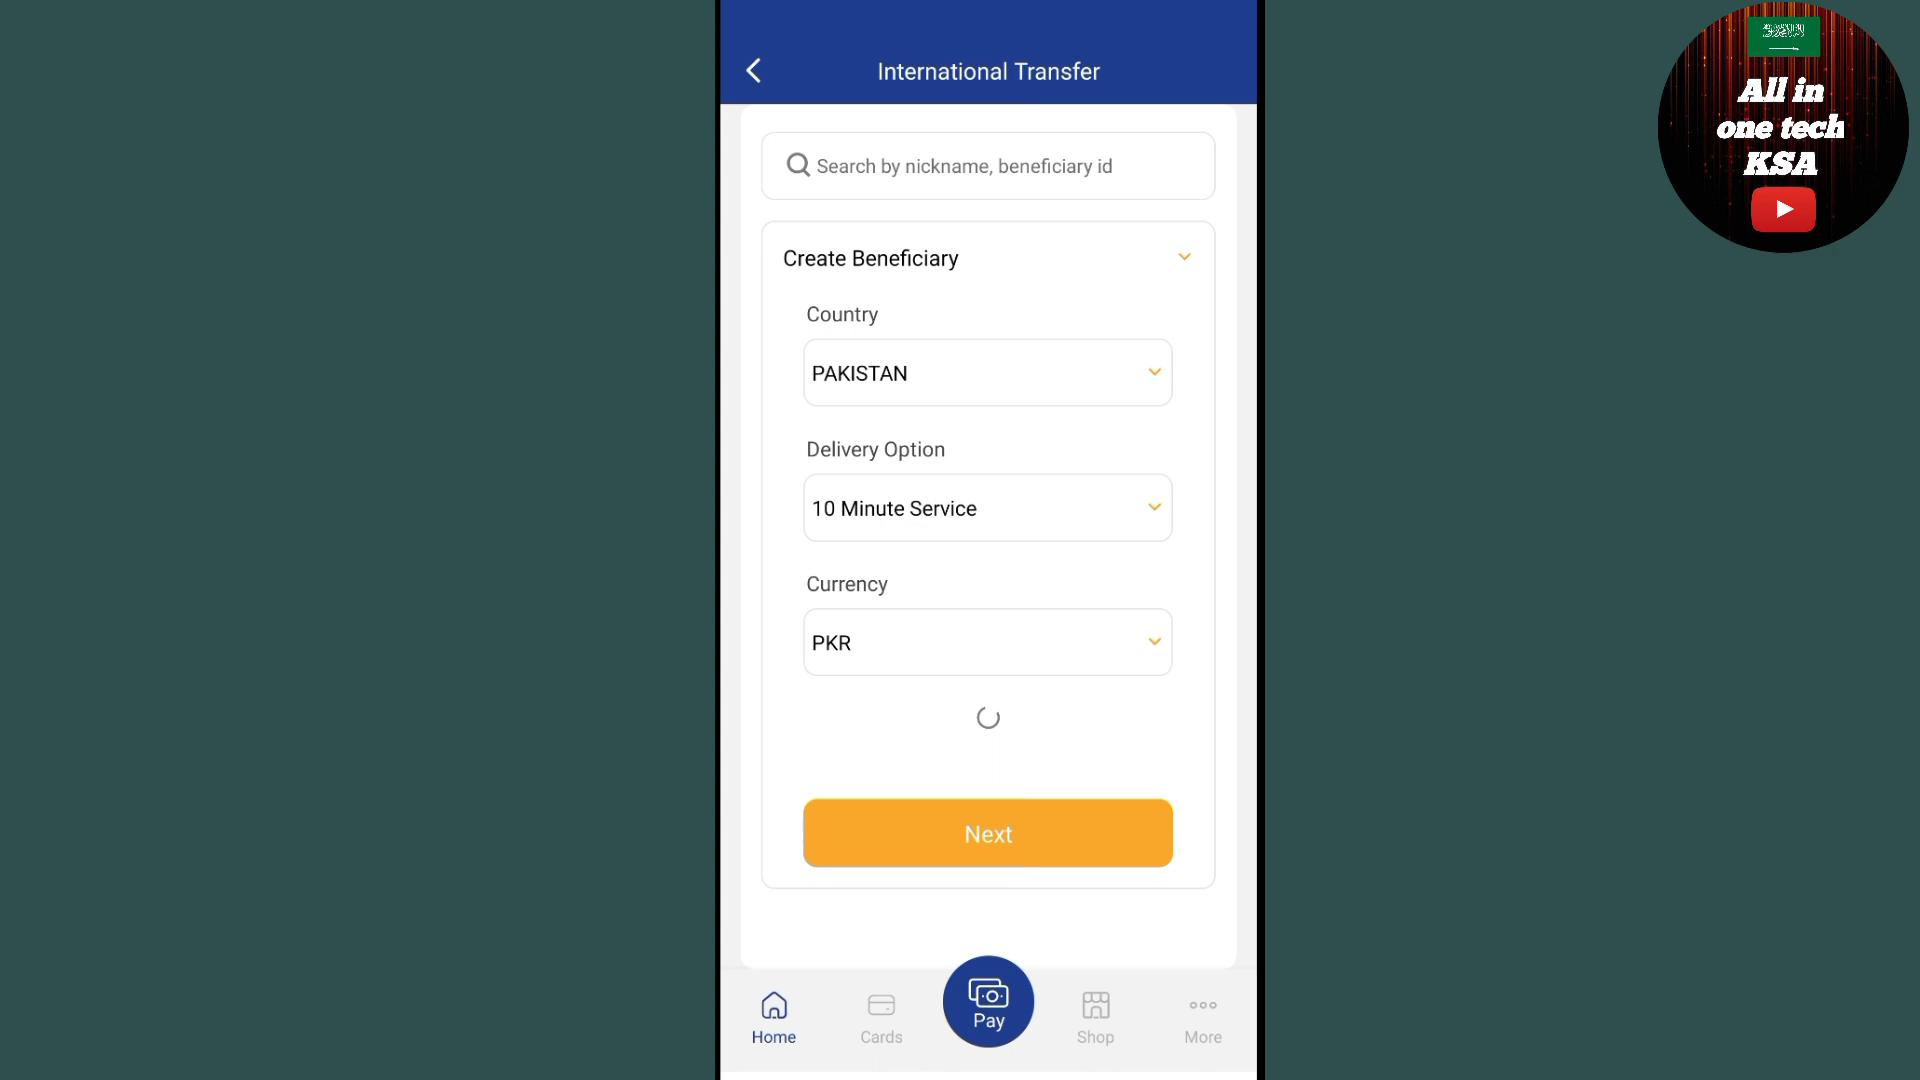 International Transfer
Search by nickname, beneficiary id
Create Beneficiary
Country
PAKISTAN
Delivery Option
10 Minute Service
Currency
PKR
Next
Home
Cards
Pay
Shop
More
All in
one tech
KSA